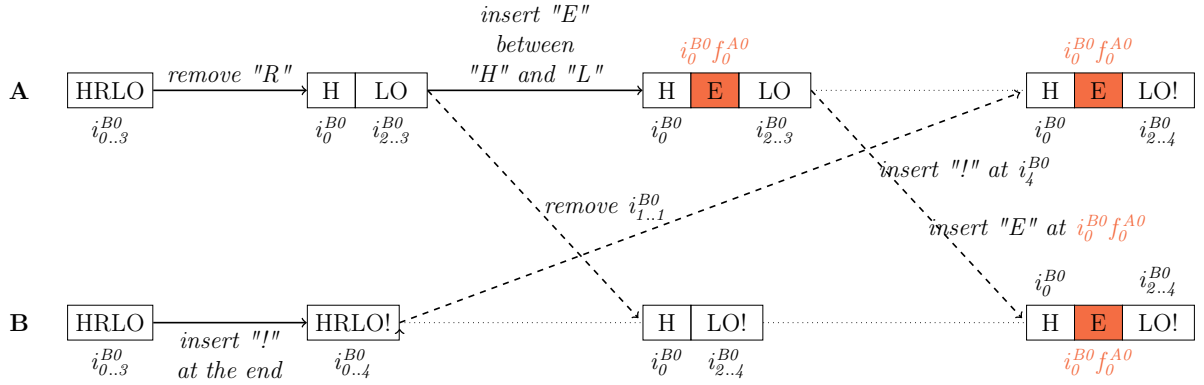 insert "E"
between
"H" and "L"
remove "R"
i_0^{B0} f_0^{A0}
i_0^{B0} f_0^{A0}
A
HRLO
H LO
H E LO
H E LO!
i_{0..3}^{B0}
i_0^{B0} i_{2..3}^{B0}
i_0^{B0} i_{2..3}^{B0}
i_0^{B0} i_{2..4}^{B0}
insert "!" at i_4^{B0}
remove i_{1..1}^{B0}
insert "E" at i_0^{B0} f_0^{A0}
i_0^{B0} i_{2..4}^{B0}
B
HRLO
HRLO!
H LO!
H E LO!
insert "!"
at the end
i_{0..3}^{B0}
i_{0..4}^{B0}
i_0^{B0} i_{2..4}^{B0}
i_0^{B0} f_0^{A0}